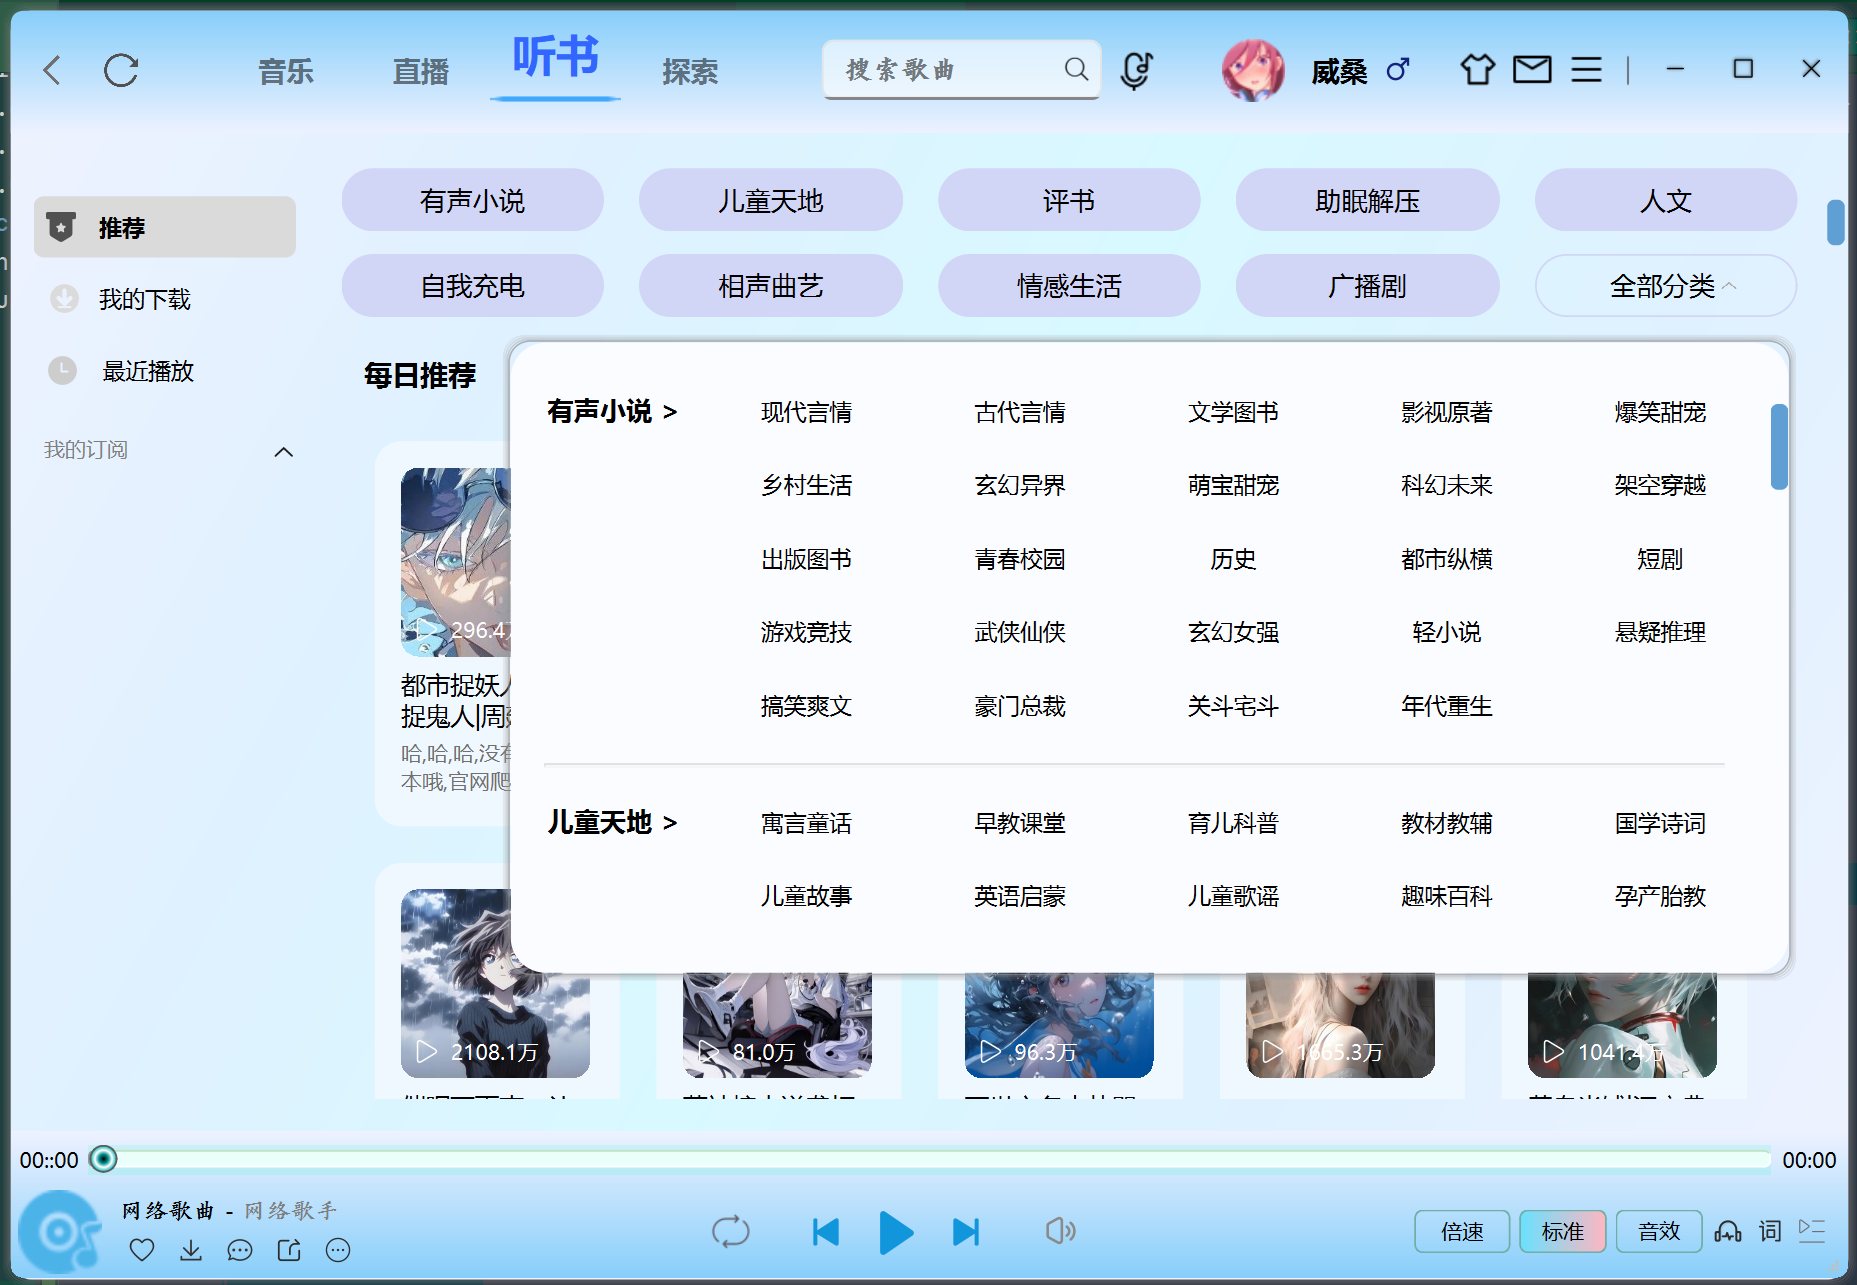 音乐 直播 听书 探索 搜索歌曲 威桑
有声小说 儿童天地 评书 助眠解压 人文
推荐
自我充电 相声曲艺 情感生活 广播剧 全部分类
我的下载
最近播放
每日推荐
我的订阅
有声小说 > 现代言情 古代言情 文学图书 影视原著 爆笑甜宠
乡村生活 玄幻异界 萌宝甜宠 科幻未来 架空穿越
出版图书 青春校园 历史 都市纵横 短剧
游戏竞技 武侠仙侠 玄幻女强 轻小说 悬疑推理
搞笑爽文 豪门总裁 关斗宅斗 年代重生
296.4
都市捉妖人
捉鬼人|周
哈,哈,哈,没有
本哦,官网爬
儿童天地 > 寓言童话 早教课堂 育儿科普 教材教辅 国学诗词
儿童故事 英语启蒙 儿童歌谣 趣味百科 孕产胎教
2108.1万 81.0万 96.3万 1665.3万 1041.4万
00::00 00:00
网络歌曲 - 网络歌手
倍速 标准 音效 词